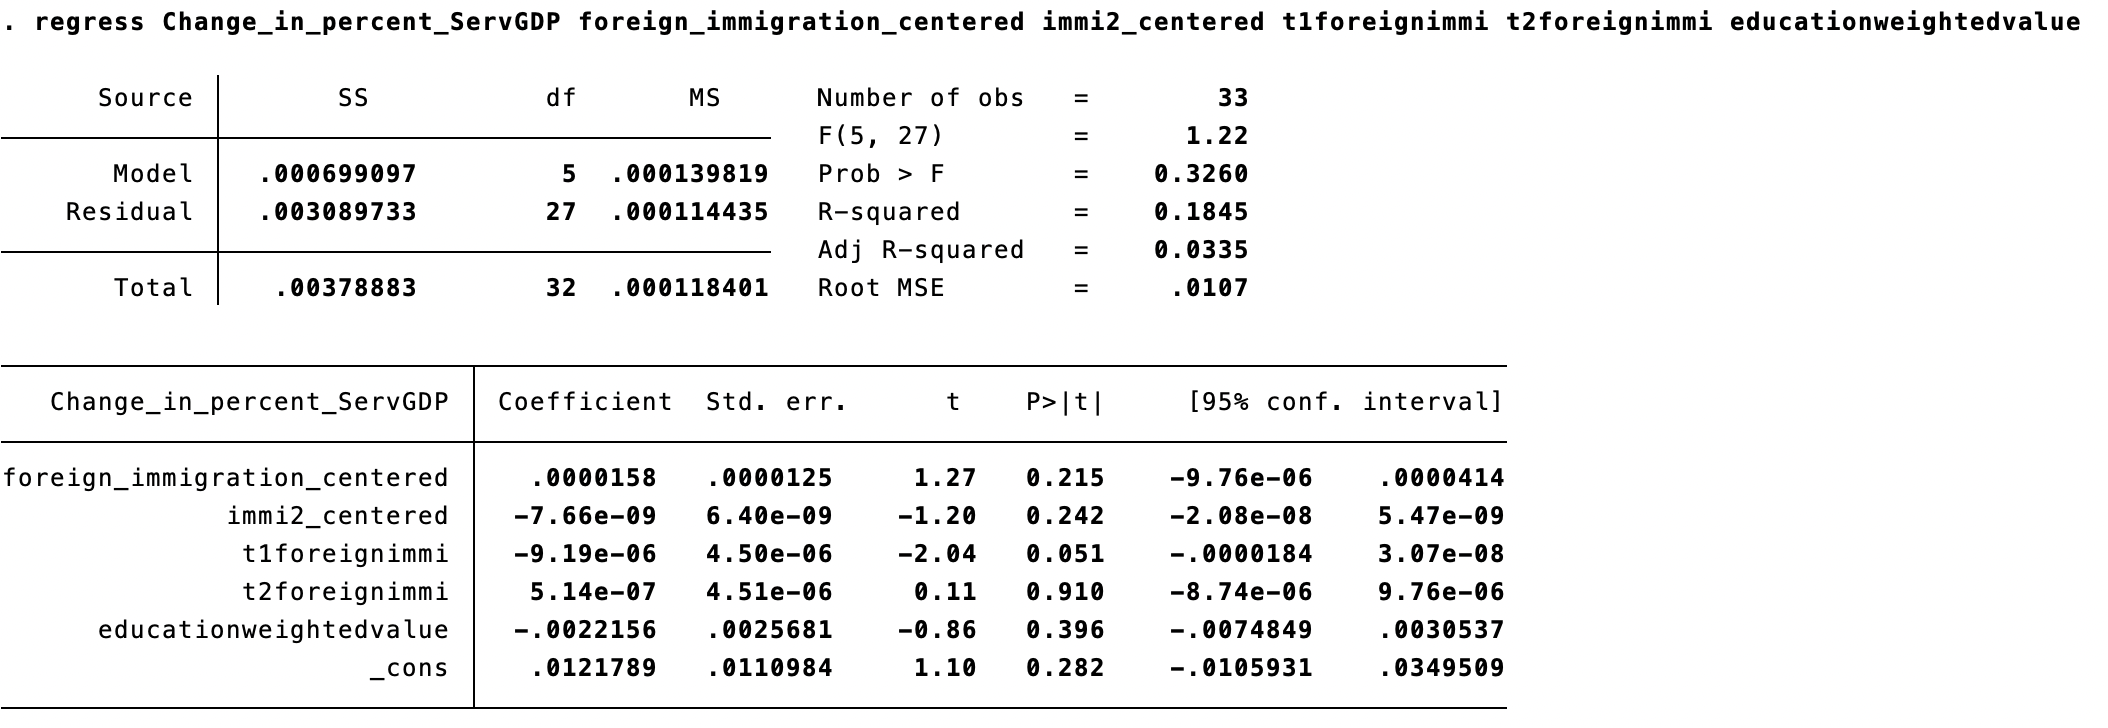 . regress Change_in_percent_ServGDP foreign_immigration_centered immi2_centered t1foreignimmi t2foreignimmi educationweightedvalue
Source SS df MS Number of obs = 33
F(5, 27) = 1.22
Model .000699097 5 .000139819 Prob > F = 0.3260
Residual .003089733 27 .000114435 R-squared = 0.1845
Adj R-squared = 0.0335
Total .00378883 32 .000118401 Root MSE = .0107
Change_in_percent_ServGDP Coefficient Std. err. t P>|t| [95% conf. interval]
foreign_immigration_centered .0000158 .0000125 1.27 0.215 -9.76e-06 .0000414
immi2_centered -7.66e-09 6.40e-09 -1.20 0.242 -2.08e-08 5.47e-09
t1foreignimmi -9.19e-06 4.50e-06 -2.04 0.051 -.0000184 3.07e-08
t2foreignimmi 5.14e-07 4.51e-06 0.11 0.910 -8.74e-06 9.76e-06
educationweightedvalue -.0022156 .0025681 -0.86 0.396 -.0074849 .0030537
_cons .0121789 .0110984 1.10 0.282 -.0105931 .0349509